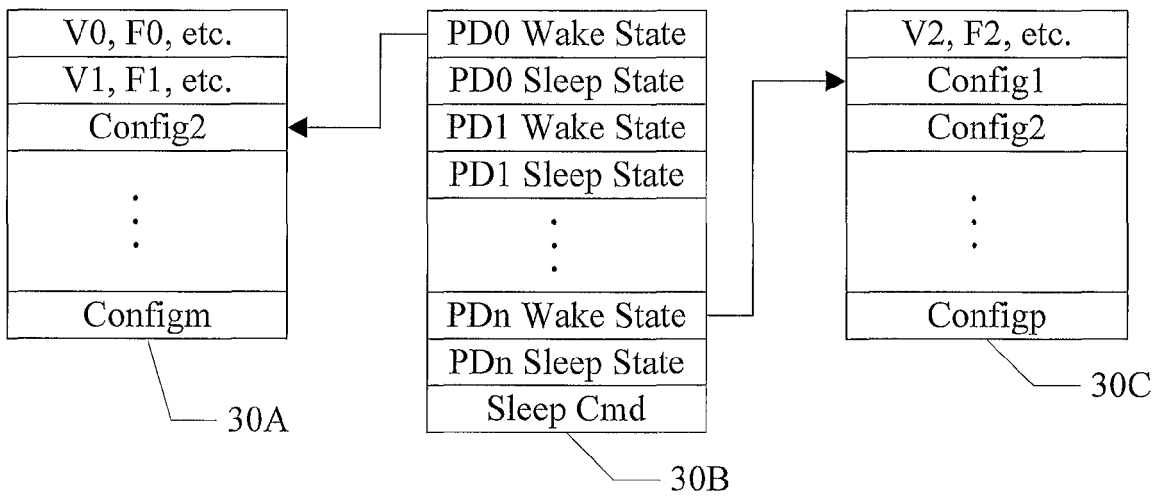 V0, F0, etc.
V1, F1, etc.
Config2
Configm
30A
PD0 Wake State
PD0 Sleep State
PD1 Wake State
PD1 Sleep State
PDn Wake State
PDn Sleep State
Sleep Cmd
30B
V2, F2, etc.
Config1
Config2
Configp
30C